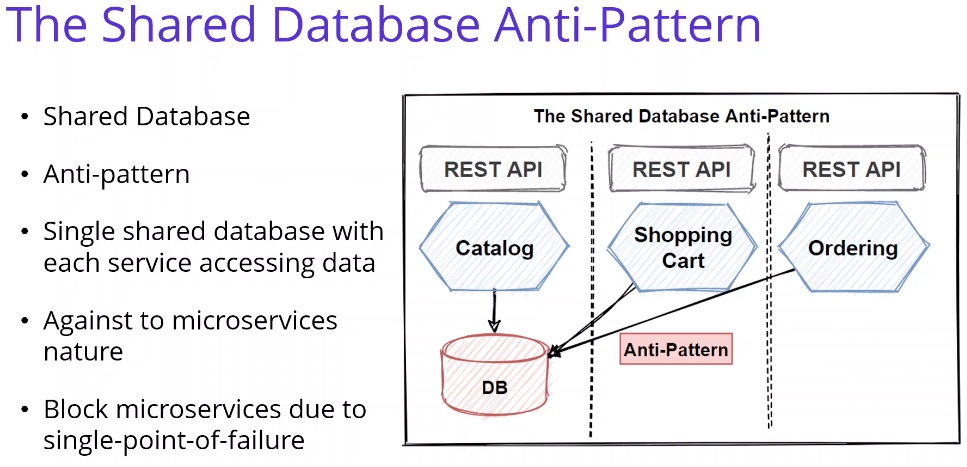 The Shared Database Anti-Pattern
• Shared Database
• Anti-pattern
• Single shared database with
each service accessing data
• Against to microservices
nature
• Block microservices due to
single-point-of-failure
The Shared Database Anti-Pattern
REST API
REST API
REST API
Catalog
Shopping
Cart
Ordering
Anti-Pattern
DB